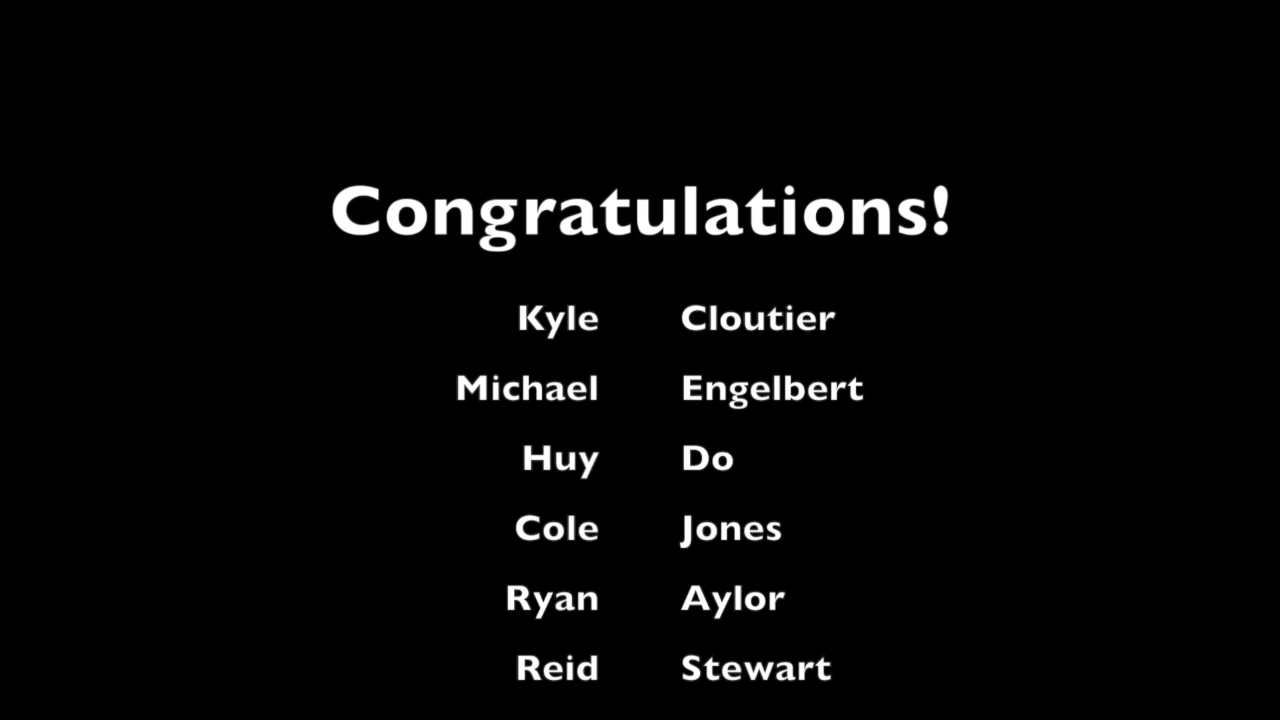 Congratulations!
Kyle Cloutier
Michael Engelbert
Huy Do
Cole Jones
Ryan Aylor
Reid Stewart